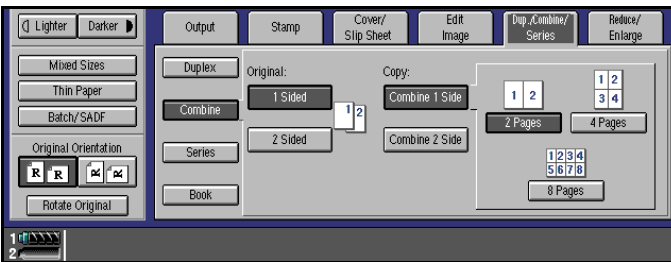 Lighter Darker
Mixed Sizes
Thin Paper
Batch/SADF
Original Orientation
R R R R
Rotate Original
Output
Stamp
Cover/
Slip Sheet
Edit
Image
Dup./Combine/
Series
Reduce/
Enlarge
Duplex
Combine
Series
Book
Original:
1 Sided
2 Sided
1 2
Copy:
Combine 1 Side
Combine 2 Side
1 2
2 Pages
1 2
3 4
4 Pages
1 2 3 4
5 6 7 8
8 Pages
1
2